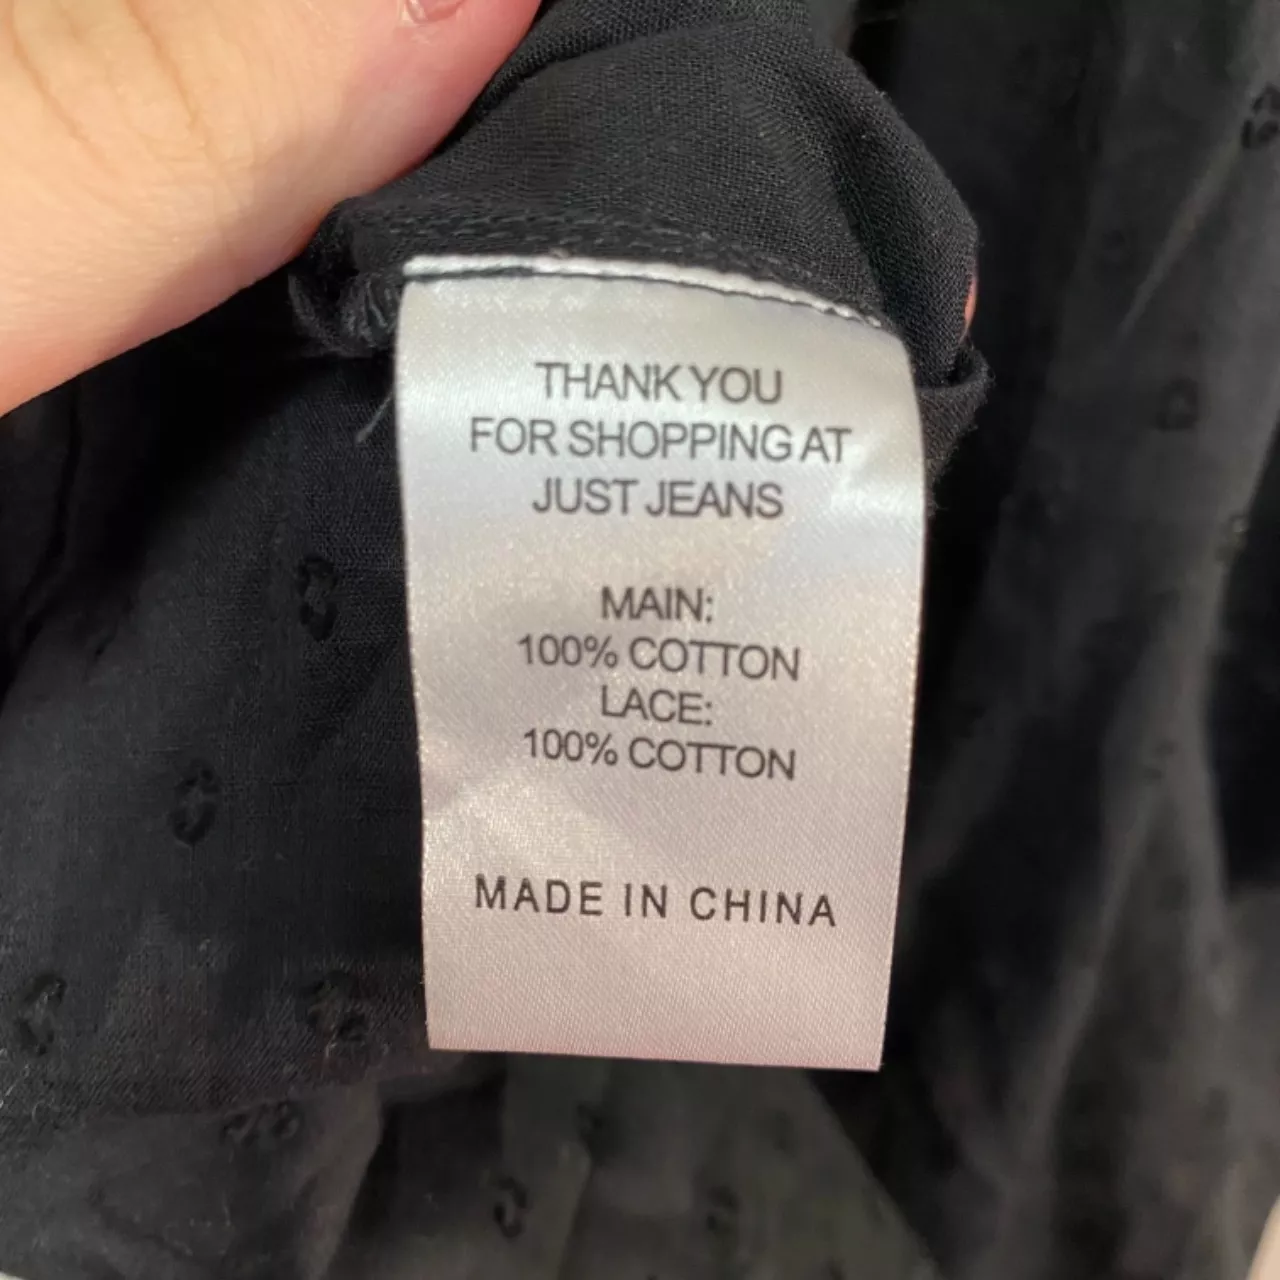 THANK YOU
FOR SHOPPING AT
JUST JEANS
MAIN:
100% COTTON
LACE:
100% COTTON
MADE IN CHINA